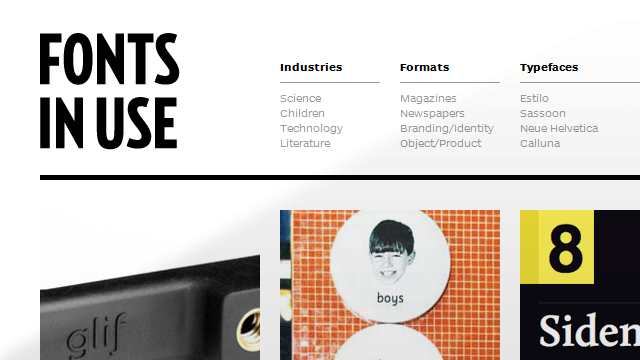 FONTS
IN USE
Industries
Science
Children
Technology
Literature
Formats
Magazines
Newspapers
Branding/Identity
Object/Product
Typefaces
Estilo
Sassoon
Neue Helvetica
Calluna
glif
boys
8
Siden